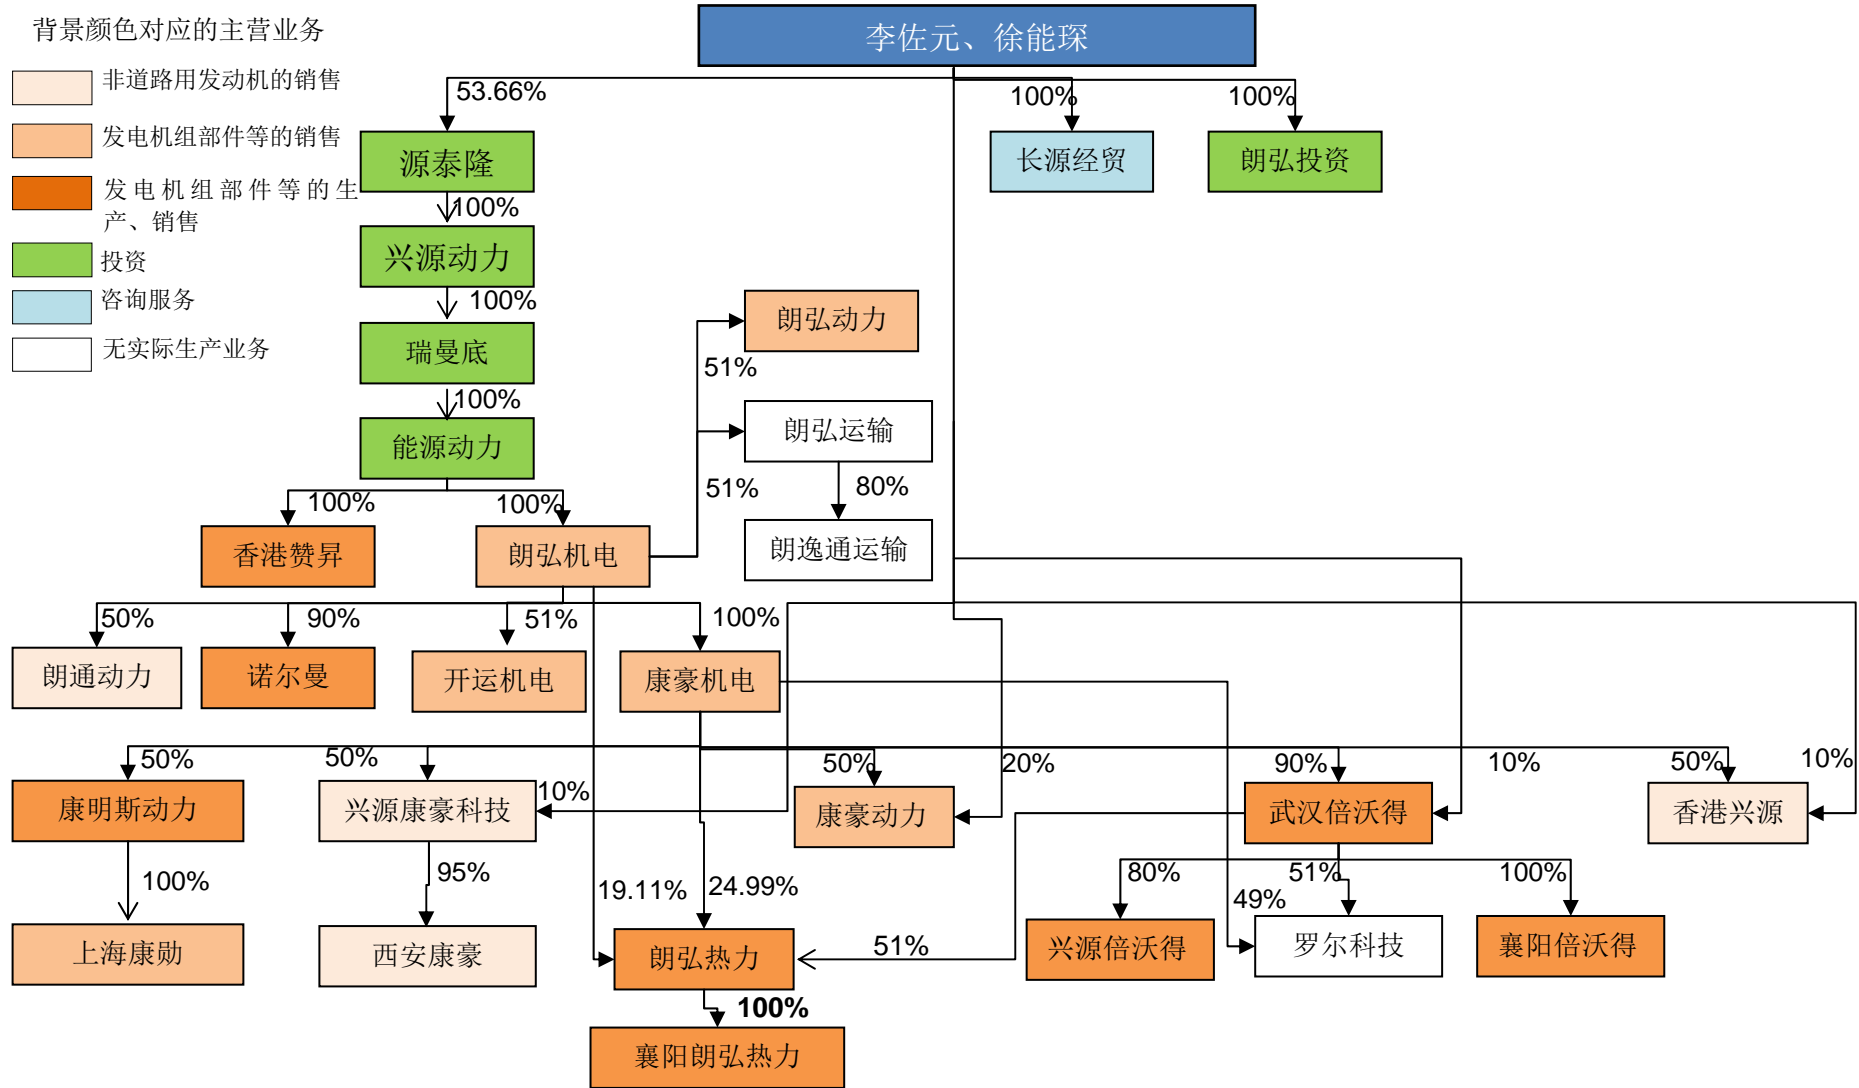 背景颜色对应的主营业务
非道路用发动机的销售
发电机组部件等的销售
发电机组部件等的生
产、销售
投资
咨询服务
无实际生产业务
李佐元、徐能琛
53.66%
100%
100%
源泰隆
长源经贸
朗弘投资
100%
兴源动力
100%
朗弘动力
瑞曼底
51%
100%
朗弘运输
能源动力
51%
80%
100%
100%
香港赞昇
朗弘机电
朗逸通运输
50%
90%
51%
100%
朗通动力
诺尔曼
开运机电
康豪机电
50%
50%
50%
20%
90%
10%
50%
10%
康明斯动力
兴源康豪科技
10%
康豪动力
武汉倍沃得
香港兴源
100%
95%
19.11%
24.99%
80%
51%
100%
49%
上海康勋
西安康豪
朗弘热力
51%
兴源倍沃得
罗尔科技
襄阳倍沃得
100%
襄阳朗弘热力